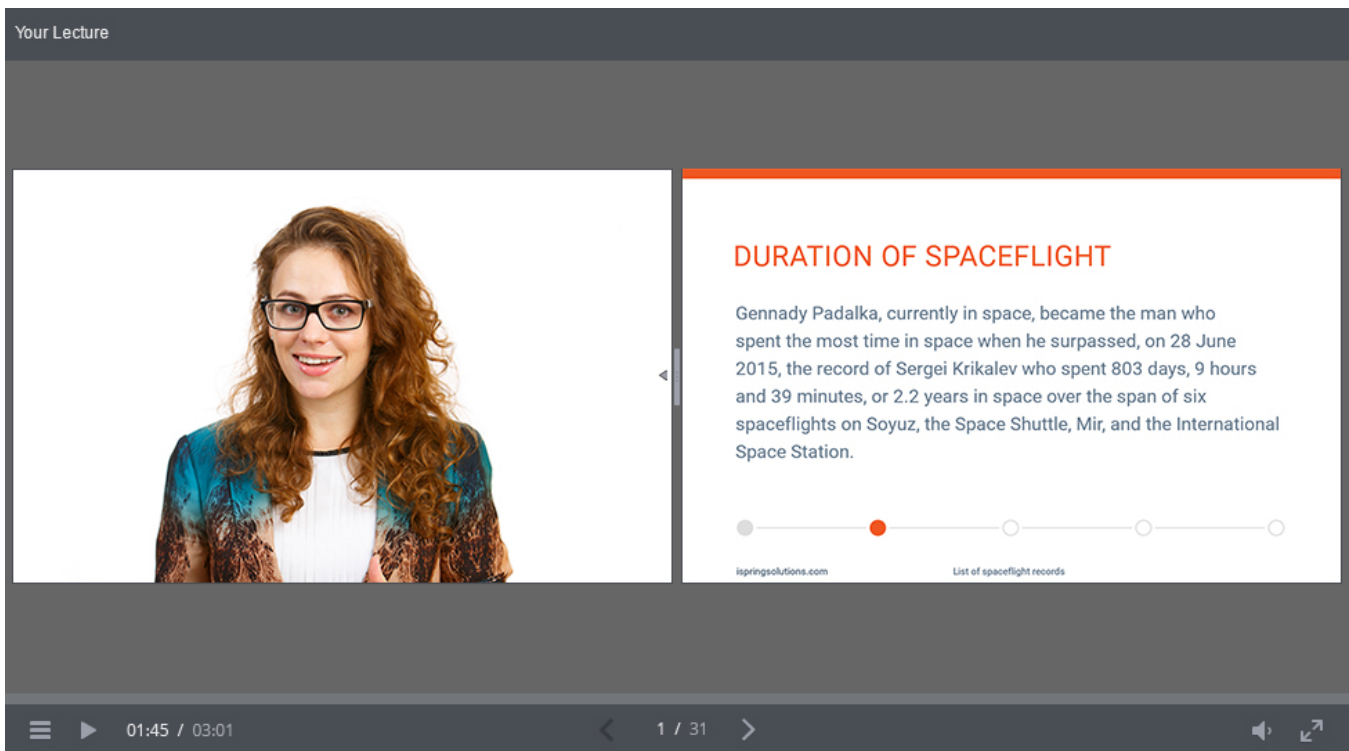 Your Lecture
DURATION OF SPACEFLIGHT
Gennady Padalka, currently in space, became the man who
spent the most time in space when he surpassed, on 28 June
2015, the record of Sergei Krikalev who spent 803 days, 9 hours
and 39 minutes, or 2.2 years in space over the span of six
spaceflights on Soyuz, the Space Shuttle, Mir, and the International
Space Station.
ispringsolutions.com List of spaceflight records
01:45 / 03:01 1 / 31